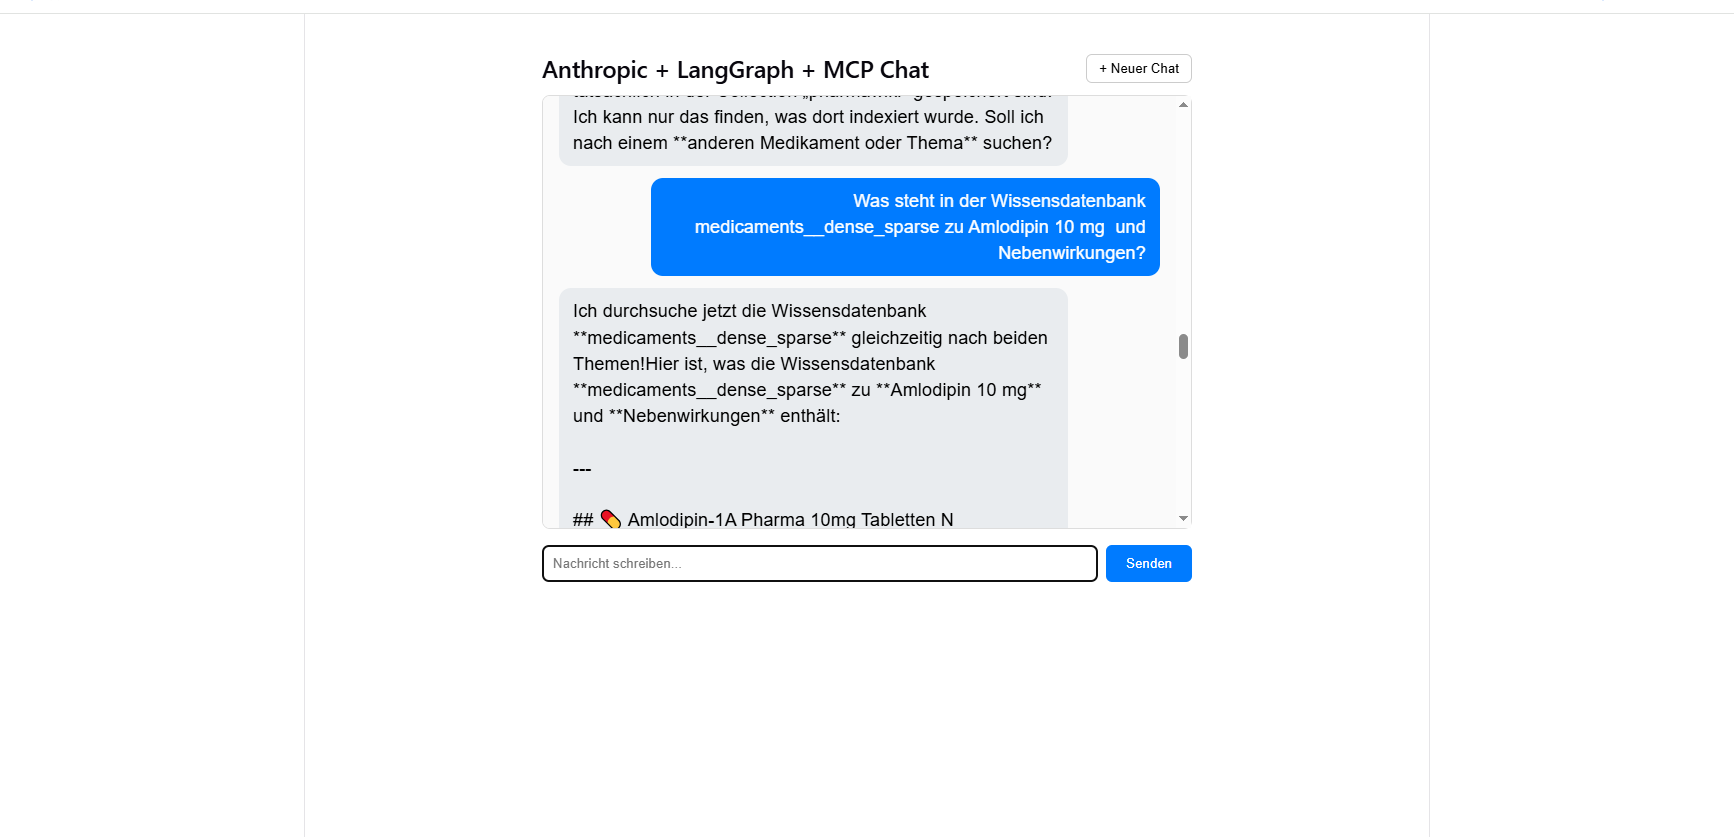 Anthropic + LangGraph + MCP Chat
+ Neuer Chat
Ich kann nur das finden, was dort indexiert wurde. Soll ich
nach einem **anderen Medikament oder Thema** suchen?
Was steht in der Wissensdatenbank
medicaments__dense_sparse zu Amlodipin 10 mg  und
Nebenwirkungen?
Ich durchsuche jetzt die Wissensdatenbank
**medicaments__dense_sparse** gleichzeitig nach beiden
Themen!Hier ist, was die Wissensdatenbank
**medicaments__dense_sparse** zu **Amlodipin 10 mg**
und **Nebenwirkungen** enthält:
---
## 💊 Amlodipin-1A Pharma 10mg Tabletten N
Nachricht schreiben...
Senden